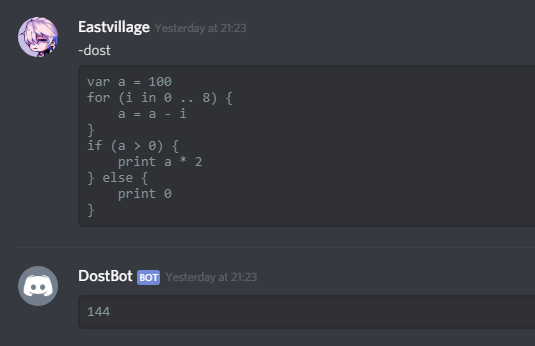 Eastvillage Yesterday at 21:23
-dost
var a = 100
for (i in 0 .. 8) {
    a = a - i
}
if (a > 0) {
    print a * 2
} else {
    print 0
}
DostBot BOT Yesterday at 21:23
144